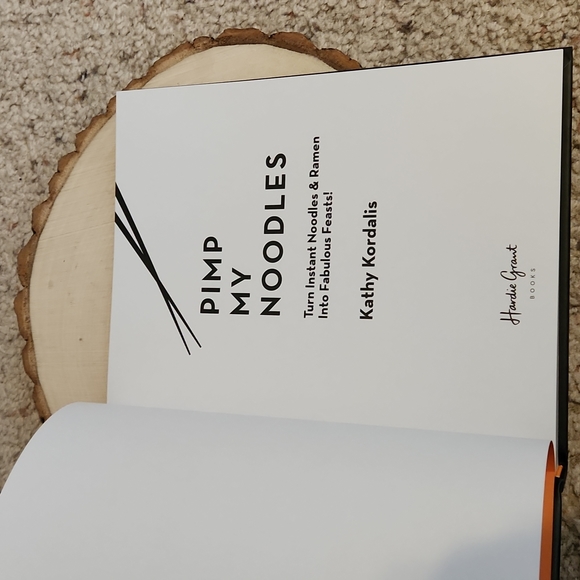 PIMP
MY
NOODLES
Turn Instant Noodles & Ramen
Into Fabulous Feasts!
Kathy Kordalis
Hardie Grant
BOOKS